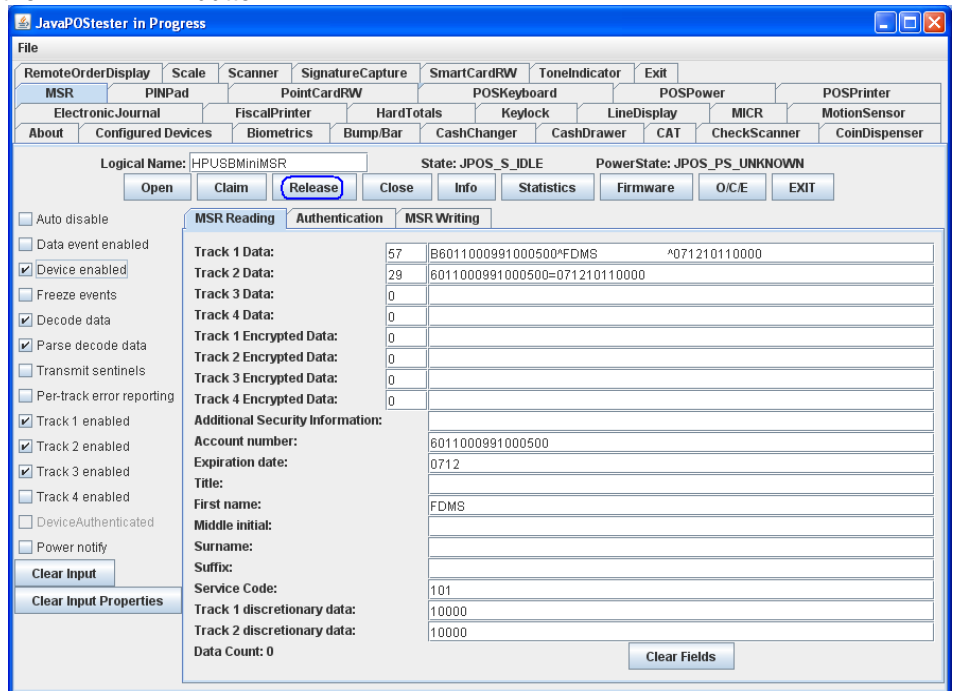 JavaPOStester in Progress
File
RemoteOrderDisplay Scale Scanner SignatureCapture SmartCardRW ToneIndicator Exit
MSR PINPad PointCardRW POSKeyboard POSPower POSPrinter
ElectronicJournal FiscalPrinter HardTotals Keylock LineDisplay MICR MotionSensor
About Configured Devices Biometrics Bump/Bar CashChanger CashDrawer CAT CheckScanner CoinDispenser
Logical Name: HPUSBMiniMSR State: JPOS_S_IDLE PowerState: JPOS_PS_UNKNOWN
Open Claim Release Close Info Statistics Firmware O/C/E EXIT
Auto disable
Data event enabled
Device enabled
Freeze events
Decode data
Parse decode data
Transmit sentinels
Per-track error reporting
Track 1 enabled
Track 2 enabled
Track 3 enabled
Track 4 enabled
DeviceAuthenticated
Power notify
Clear Input
Clear Input Properties
MSR Reading Authentication MSR Writing
Track 1 Data: 57 B6011000991000500^FDMS ^071210110000
Track 2 Data: 29 6011000991000500=071210110000
Track 3 Data: 0
Track 4 Data: 0
Track 1 Encrypted Data: 0
Track 2 Encrypted Data: 0
Track 3 Encrypted Data: 0
Track 4 Encrypted Data: 0
Additional Security Information:
Account number: 6011000991000500
Expiration date: 0712
Title:
First name: FDMS
Middle initial:
Surname:
Suffix:
Service Code: 101
Track 1 discretionary data: 10000
Track 2 discretionary data: 10000
Data Count: 0 Clear Fields